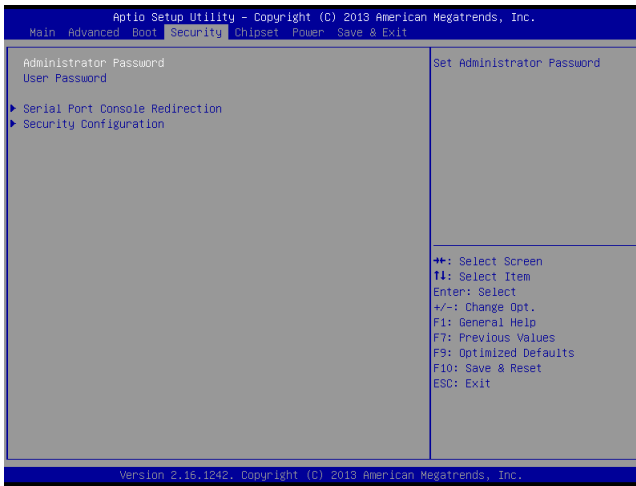 Aptio Setup Utility – Copyright (C) 2013 American Megatrends, Inc.
Main Advanced Boot Security Chipset Power Save & Exit
Administrator Password
User Password
Serial Port Console Redirection
Security Configuration
Set Administrator Password
→←: Select Screen
↑↓: Select Item
Enter: Select
+/-: Change Opt.
F1: General Help
F7: Previous Values
F9: Optimized Defaults
F10: Save & Reset
ESC: Exit
Version 2.16.1242. Copyright (C) 2013 American Megatrends, Inc.